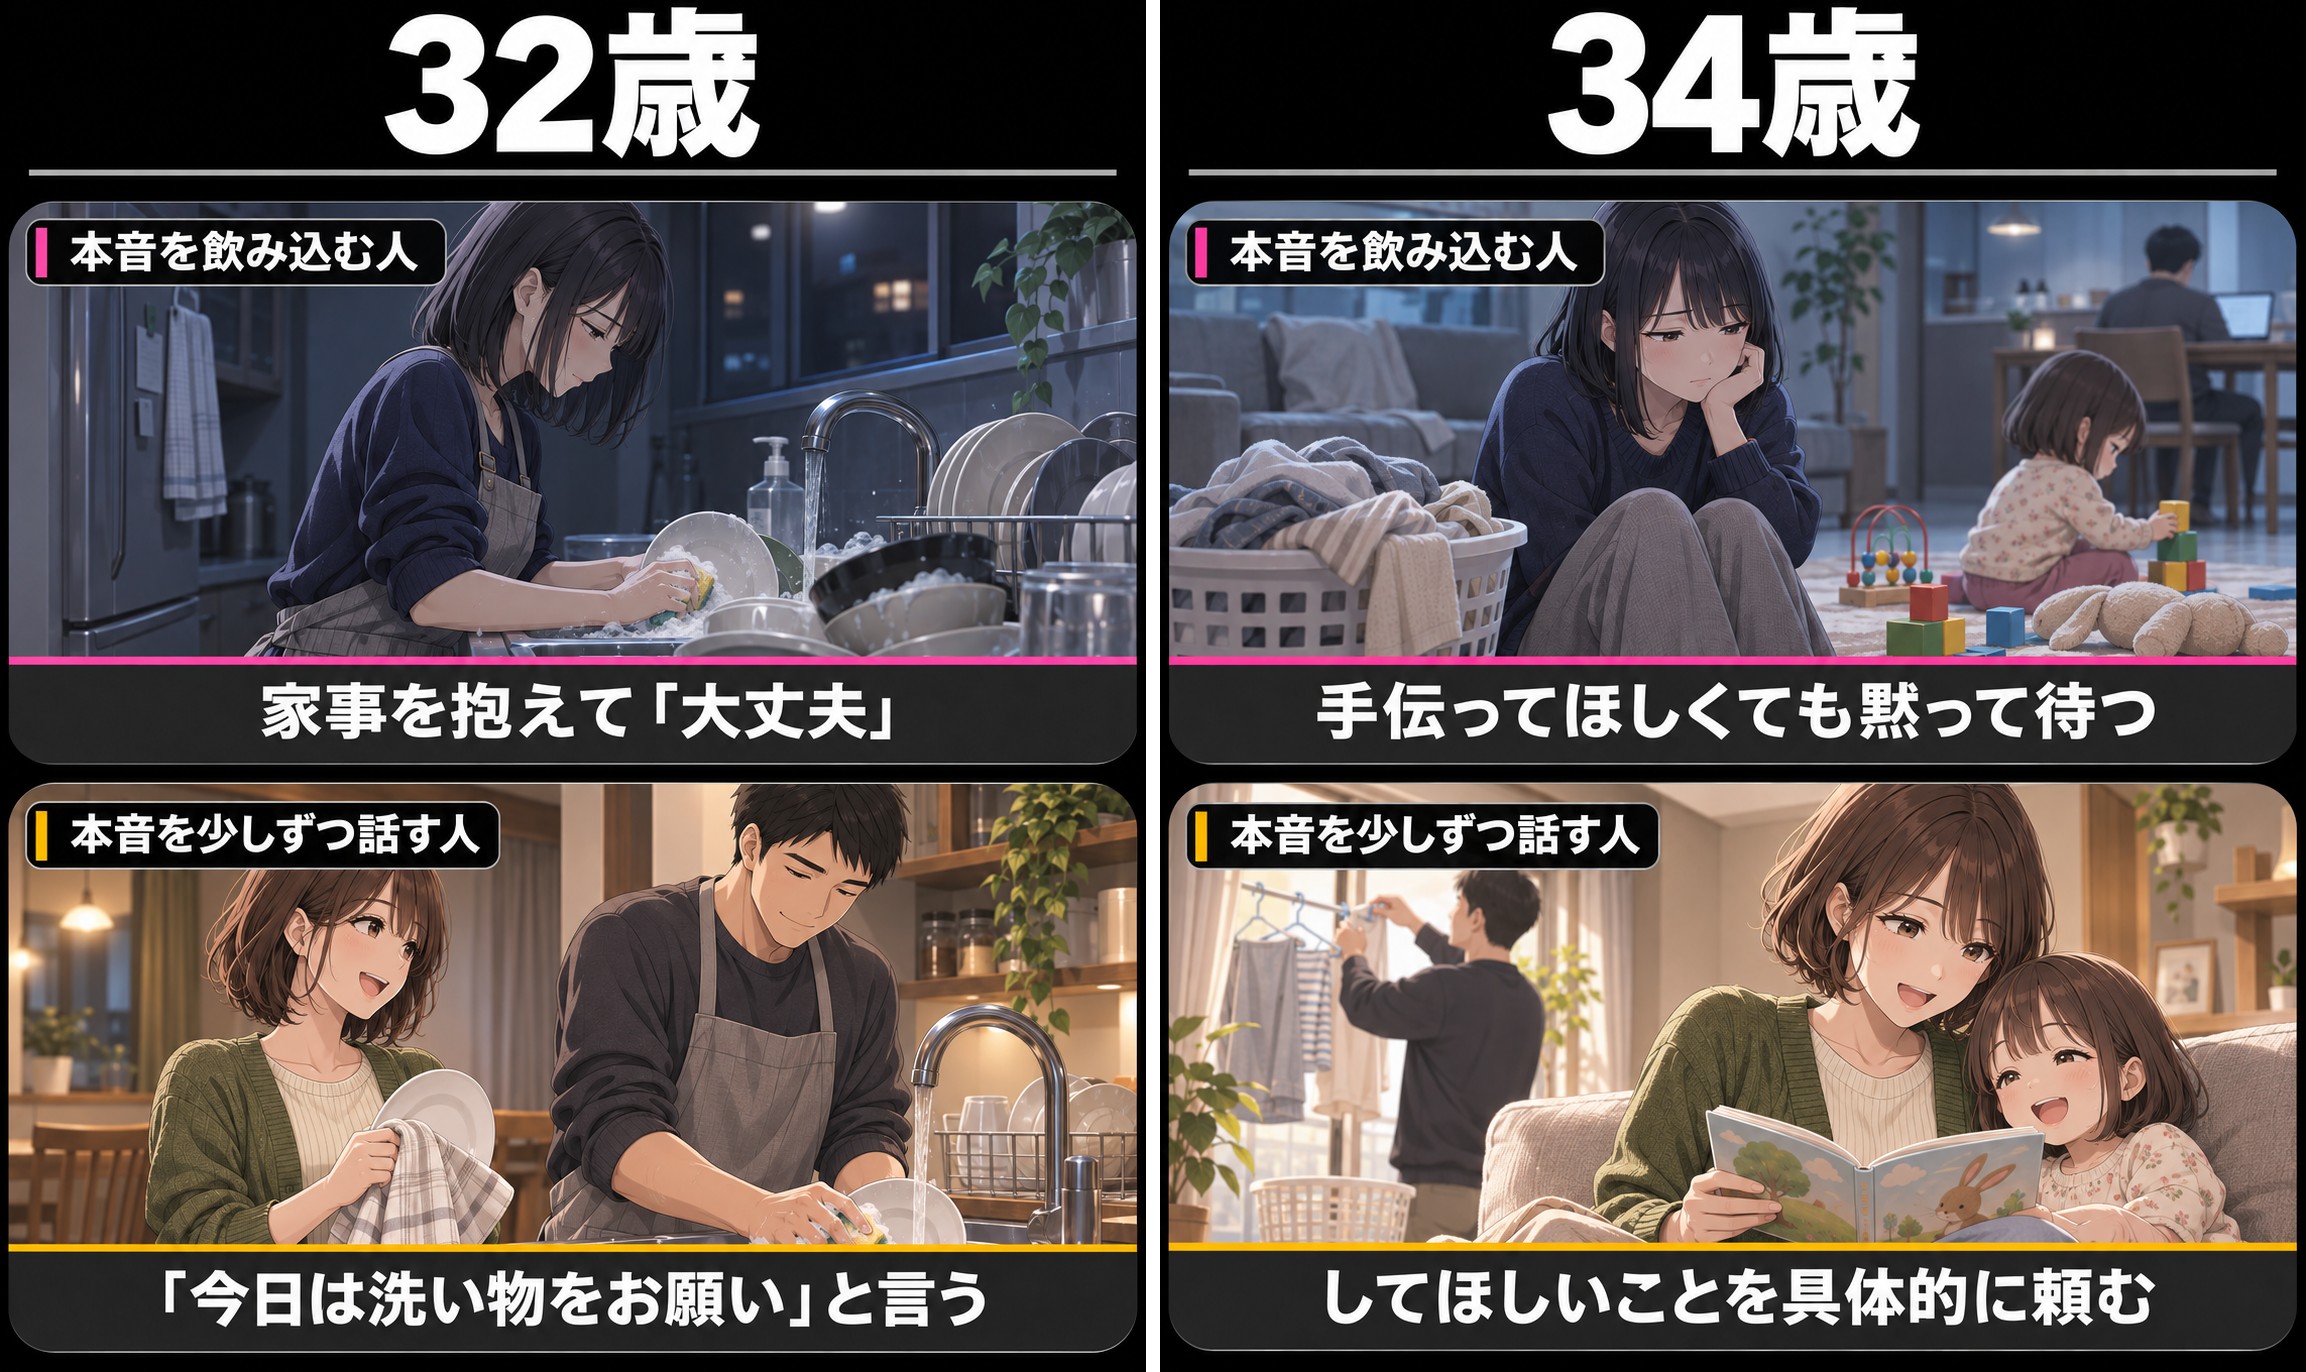 32歳
本音を飲み込む人
家事を抱えて「大丈夫」
本音を少しずつ話す人
「今日は洗い物をお願い」と言う
34歳
本音を飲み込む人
手伝ってほしくても黙って待つ
本音を少しずつ話す人
してほしいことを具体的に頼む